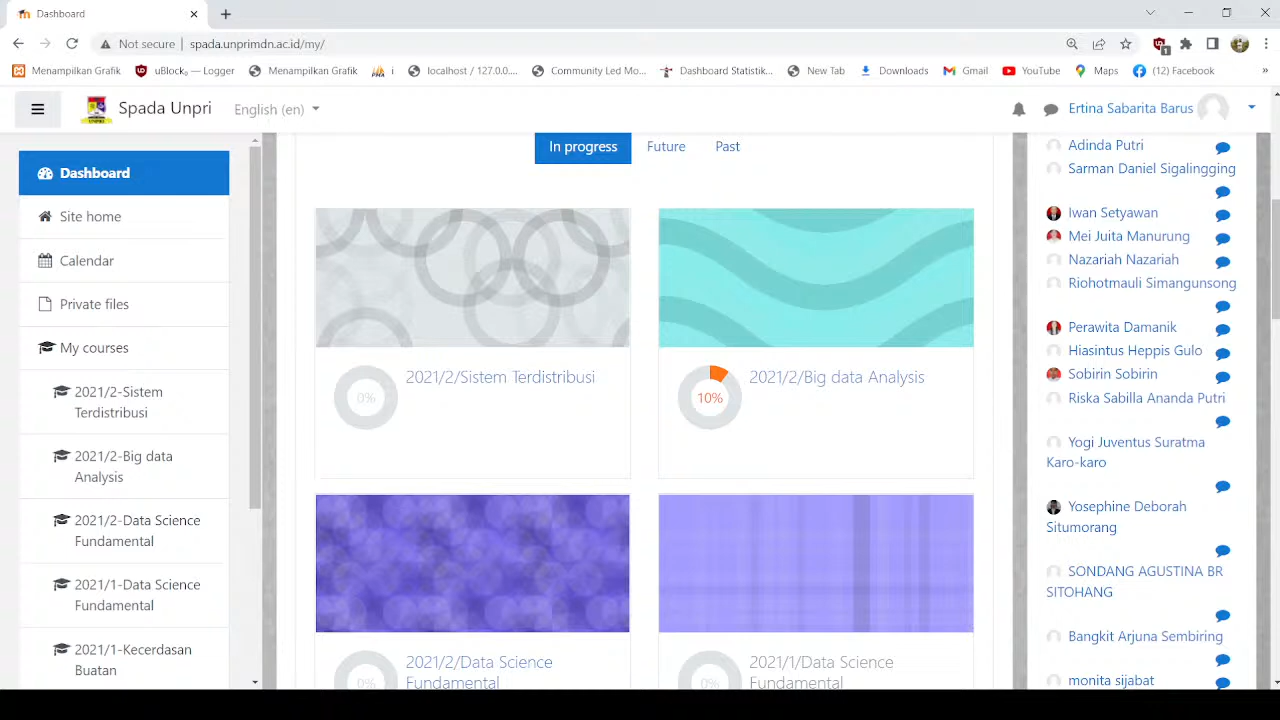 Dashboard
Not secure | spada.unprimdn.ac.id/my/
1
Menampilkan Grafik
uBlock₀ — Logger
Menampilkan Grafik
i
localhost / 127.0.0....
Community Led Mo...
Dashboard Statistik...
New Tab
Downloads
Gmail
YouTube
Maps
(12) Facebook
»
Spada Unpri
English (en)
Ertina Sabarita Barus
Dashboard
Site home
Calendar
Private files
My courses
2021/2-Sistem
Terdistribusi
2021/2-Big data
Analysis
2021/2-Data Science
Fundamental
2021/1-Data Science
Fundamental
2021/1-Kecerdasan
Buatan
In progress
Future
Past
0%
2021/2/Sistem Terdistribusi
10%
2021/2/Big data Analysis
0%
2021/2/Data Science
Fundamental
0%
2021/1/Data Science
Fundamental
Adinda Putri
Sarman Daniel Sigalingging
Iwan Setyawan
Mei Juita Manurung
Nazariah Nazariah
Riohotmauli Simangunsong
Perawita Damanik
Hiasintus Heppis Gulo
Sobirin Sobirin
Riska Sabilla Ananda Putri
Yogi Juventus Suratma
Karo-karo
Yosephine Deborah
Situmorang
SONDANG AGUSTINA BR
SITOHANG
Bangkit Arjuna Sembiring
monita sijabat